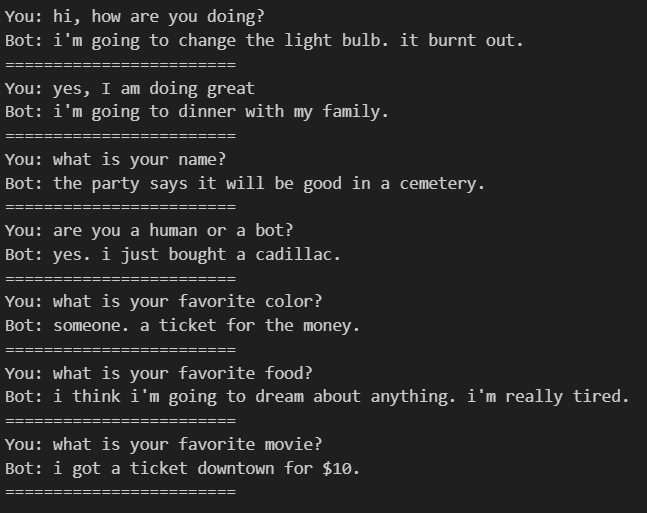 You: hi, how are you doing?
Bot: i'm going to change the light bulb. it burnt out.
========================
You: yes, I am doing great
Bot: i'm going to dinner with my family.
========================
You: what is your name?
Bot: the party says it will be good in a cemetery.
========================
You: are you a human or a bot?
Bot: yes. i just bought a cadillac.
========================
You: what is your favorite color?
Bot: someone. a ticket for the money.
========================
You: what is your favorite food?
Bot: i think i'm going to dream about anything. i'm really tired.
========================
You: what is your favorite movie?
Bot: i got a ticket downtown for $10.
========================